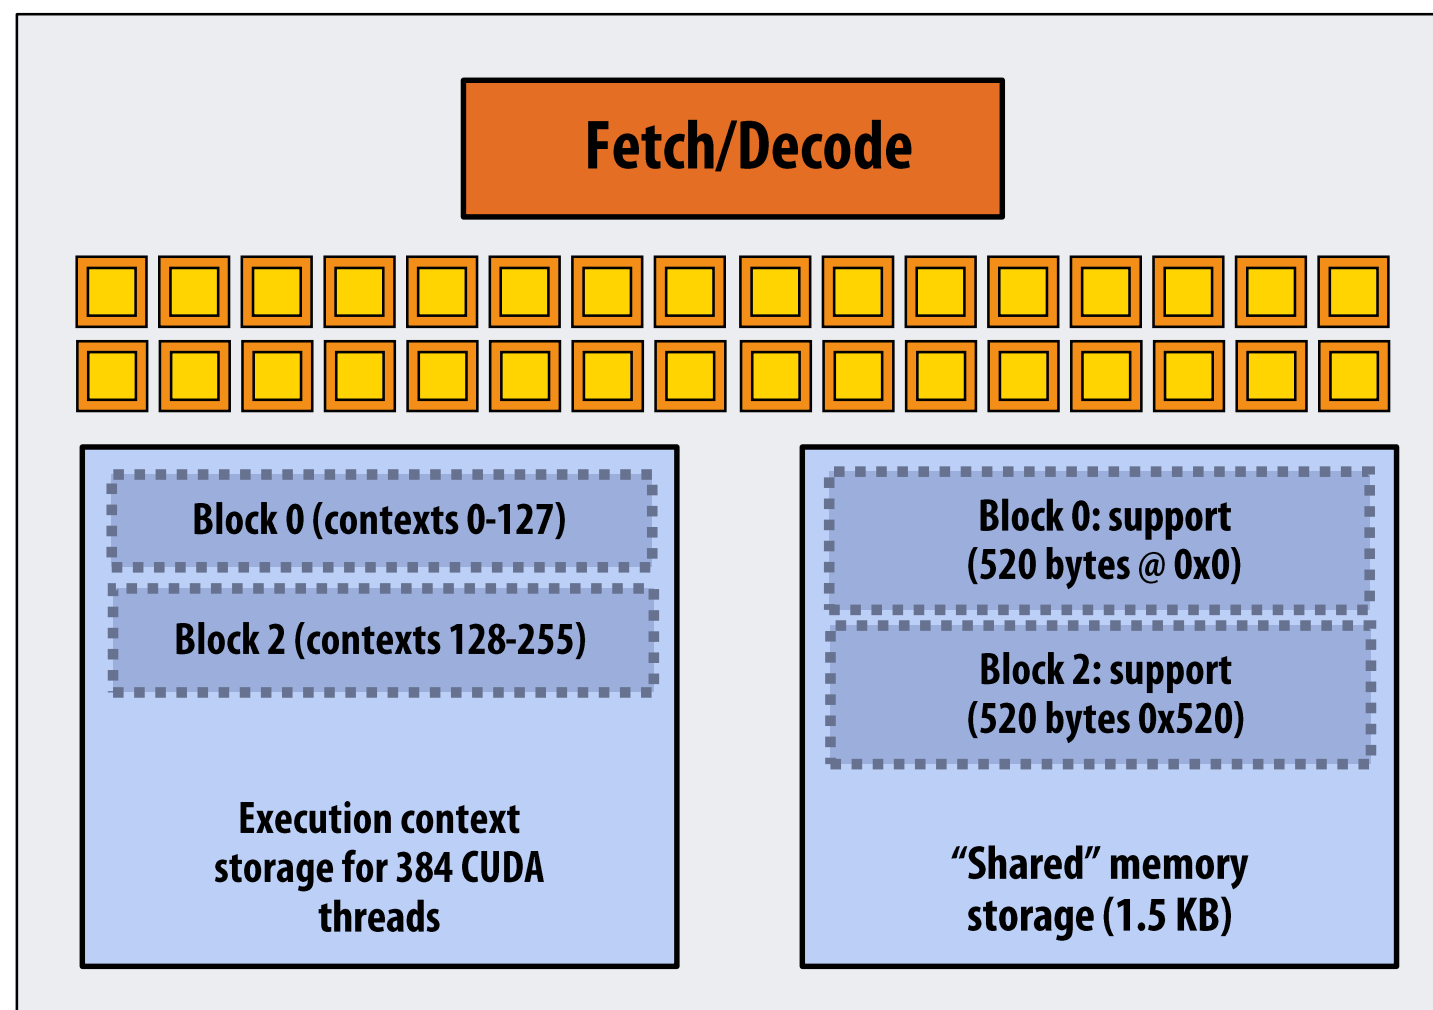 Fetch/Decode
Block 0 (contexts 0-127)
Block 2 (contexts 128-255)
Execution context
storage for 384 CUDA
threads
Block 0: support
(520 bytes @ 0x0)
Block 2: support
(520 bytes 0x520)
“Shared” memory
storage (1.5 KB)